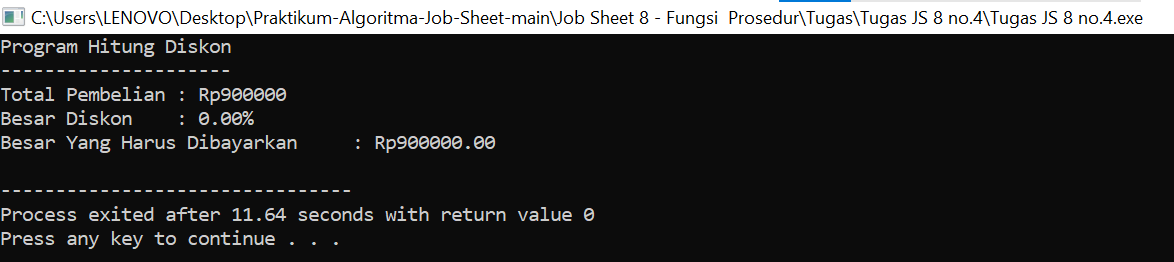 C:\Users\LENOVO\Desktop\Praktikum-Algoritma-Job-Sheet-main\Job Sheet 8 - Fungsi  Prosedur\Tugas\Tugas JS 8 no.4\Tugas JS 8 no.4.exe
Program Hitung Diskon
---------------------
Total Pembelian : Rp900000
Besar Diskon    : 0.00%
Besar Yang Harus Dibayarkan     : Rp900000.00
--------------------------------
Process exited after 11.64 seconds with return value 0
Press any key to continue . . .